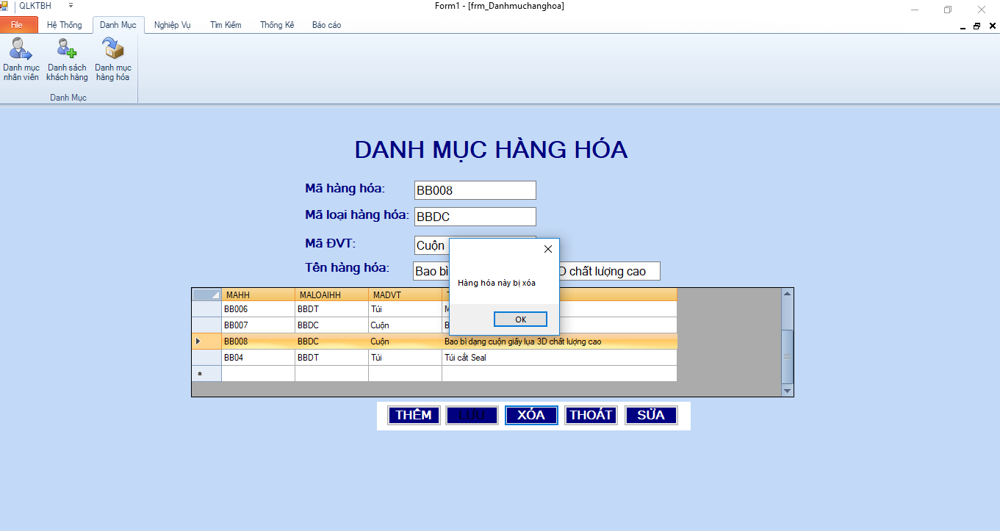 QLKTBH
Form1 - [frm_Danhmuchanghoa]
File Hệ Thống Danh Mục Nghiệp Vụ Tìm Kiếm Thống Kê Báo cáo
Danh mục nhân viên
Danh sách khách hàng
Danh mục hàng hóa
Danh Mục
DANH MỤC HÀNG HÓA
Mã hàng hóa: BB008
Mã loại hàng hóa: BBDC
Mã ĐVT: Cuộn
Tên hàng hóa: Bao bì D chất lượng cao
Hàng hóa này bị xóa
OK
MAHH MALOAIHH MADVT
BB006 BBDT Túi
BB007 BBDC Cuộn
BB008 BBDC Cuộn Bao bì dạng cuộn giấy lụa 3D chất lượng cao
BB04 BBDT Túi Túi cắt Seal
THÊM LƯU XÓA THOÁT SỬA